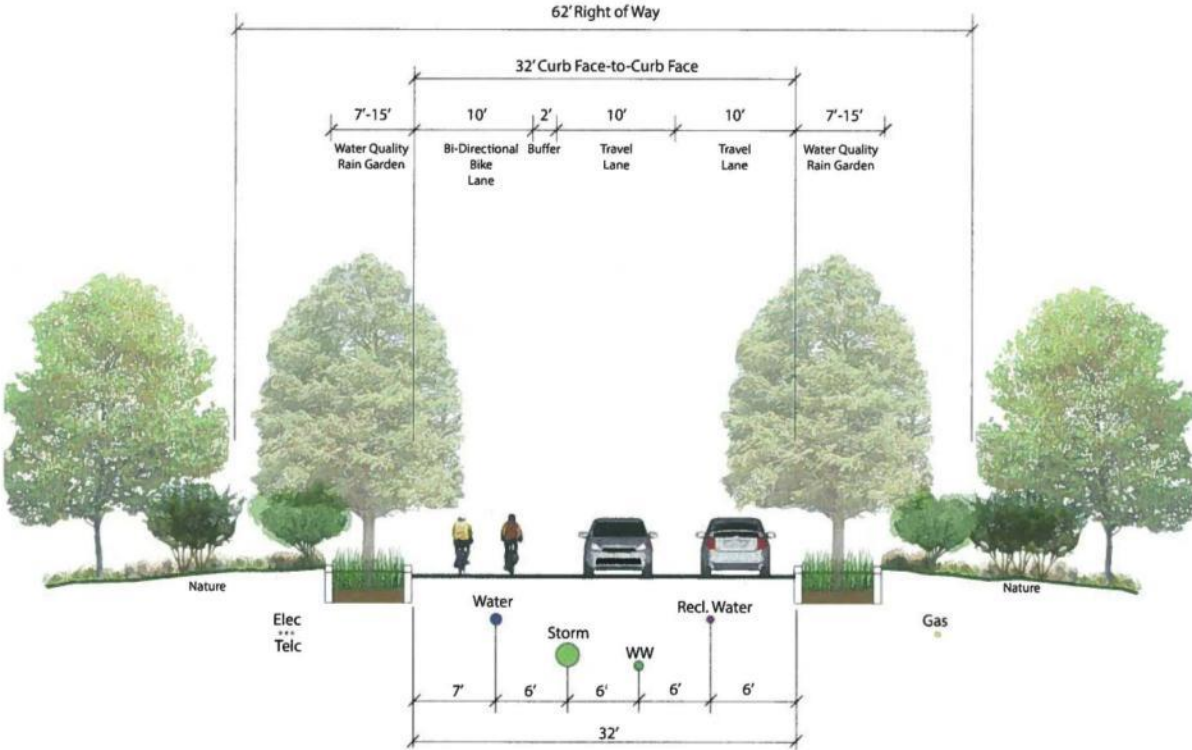 62' Right of Way
32' Curb Face-to-Curb Face
7'-15'
10'
2'
10'
10'
7'-15'
Water Quality
Rain Garden
Bi-Directional
Bike
Lane
Buffer
Travel
Lane
Travel
Lane
Water Quality
Rain Garden
Nature
Nature
Elec
Telc
Water
Storm
WW
Recl. Water
Gas
7'
6'
6'
6'
6'
32'